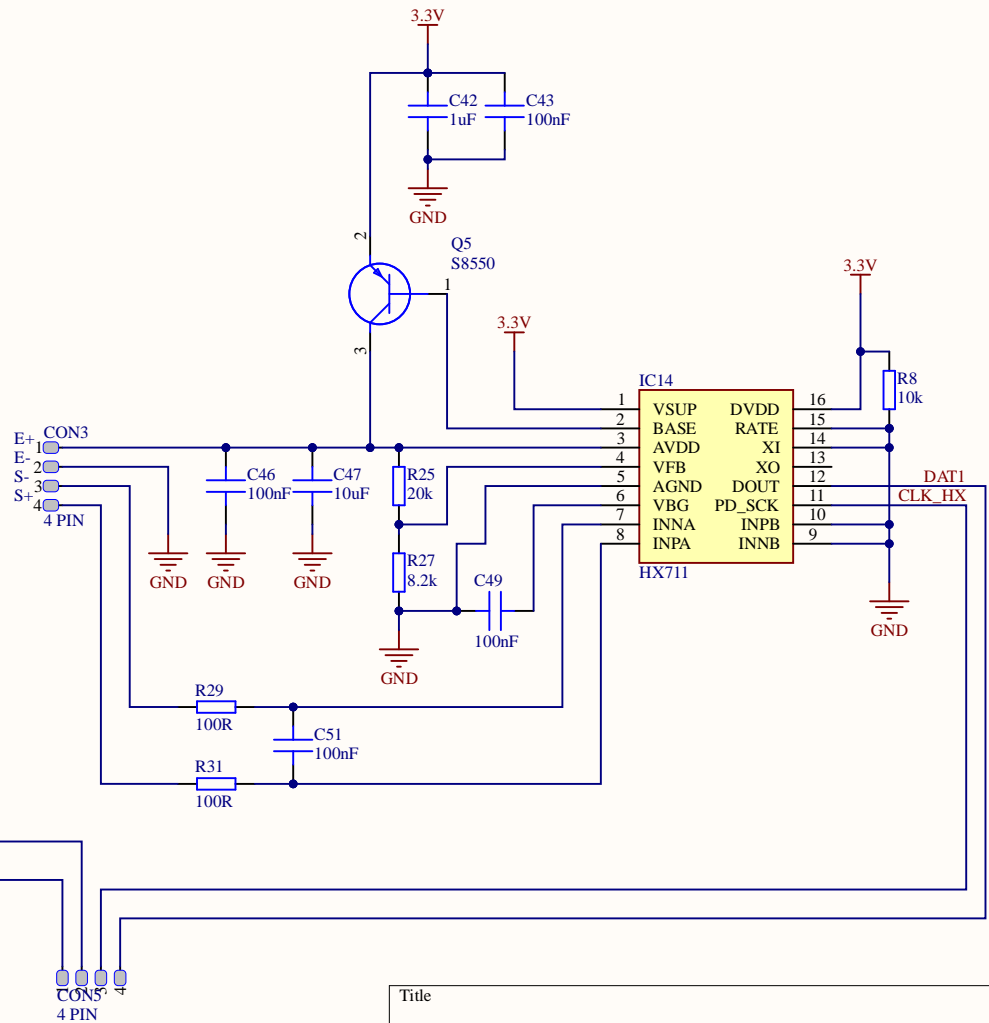 3.3V
C42
1uF
C43
100nF
GND
2
Q5
S8550
1
3
3.3V
3.3V
R8
10k
IC14
1 VSUP DVDD 16
2 BASE RATE 15
3 AVDD XI 14
4 VFB XO 13
5 AGND DOUT 12
6 VBG PD_SCK 11
7 INNA INPB 10
8 INPA INNB 9
HX711
DAT1
CLK_HX
GND
CON3
E+ 1
E- 2
S- 3
S+ 4
4 PIN
C46
100nF
C47
10uF
R25
20k
GND
GND
GND
R27
8.2k
C49
100nF
GND
R29
100R
C51
100nF
R31
100R
1 2 3 4
CON5
4 PIN
Title